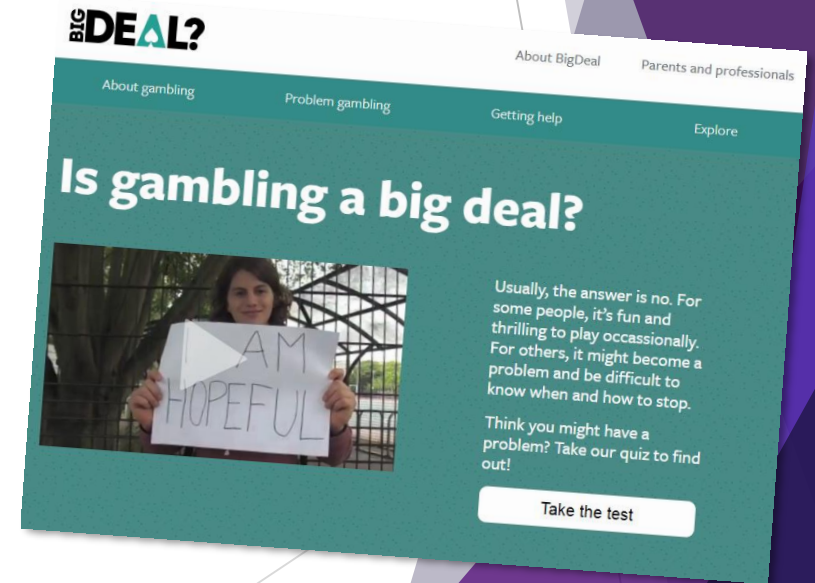 BIG DEAL?
About BigDeal
Parents and professionals
About gambling
Problem gambling
Getting help
Explore
Is gambling a big deal?
I AM
HOPEFUL
Usually, the answer is no. For
some people, it's fun and
thrilling to play occassionally.
For others, it might become a
problem and be difficult to
know when and how to stop.
Think you might have a
problem? Take our quiz to find
out!
Take the test